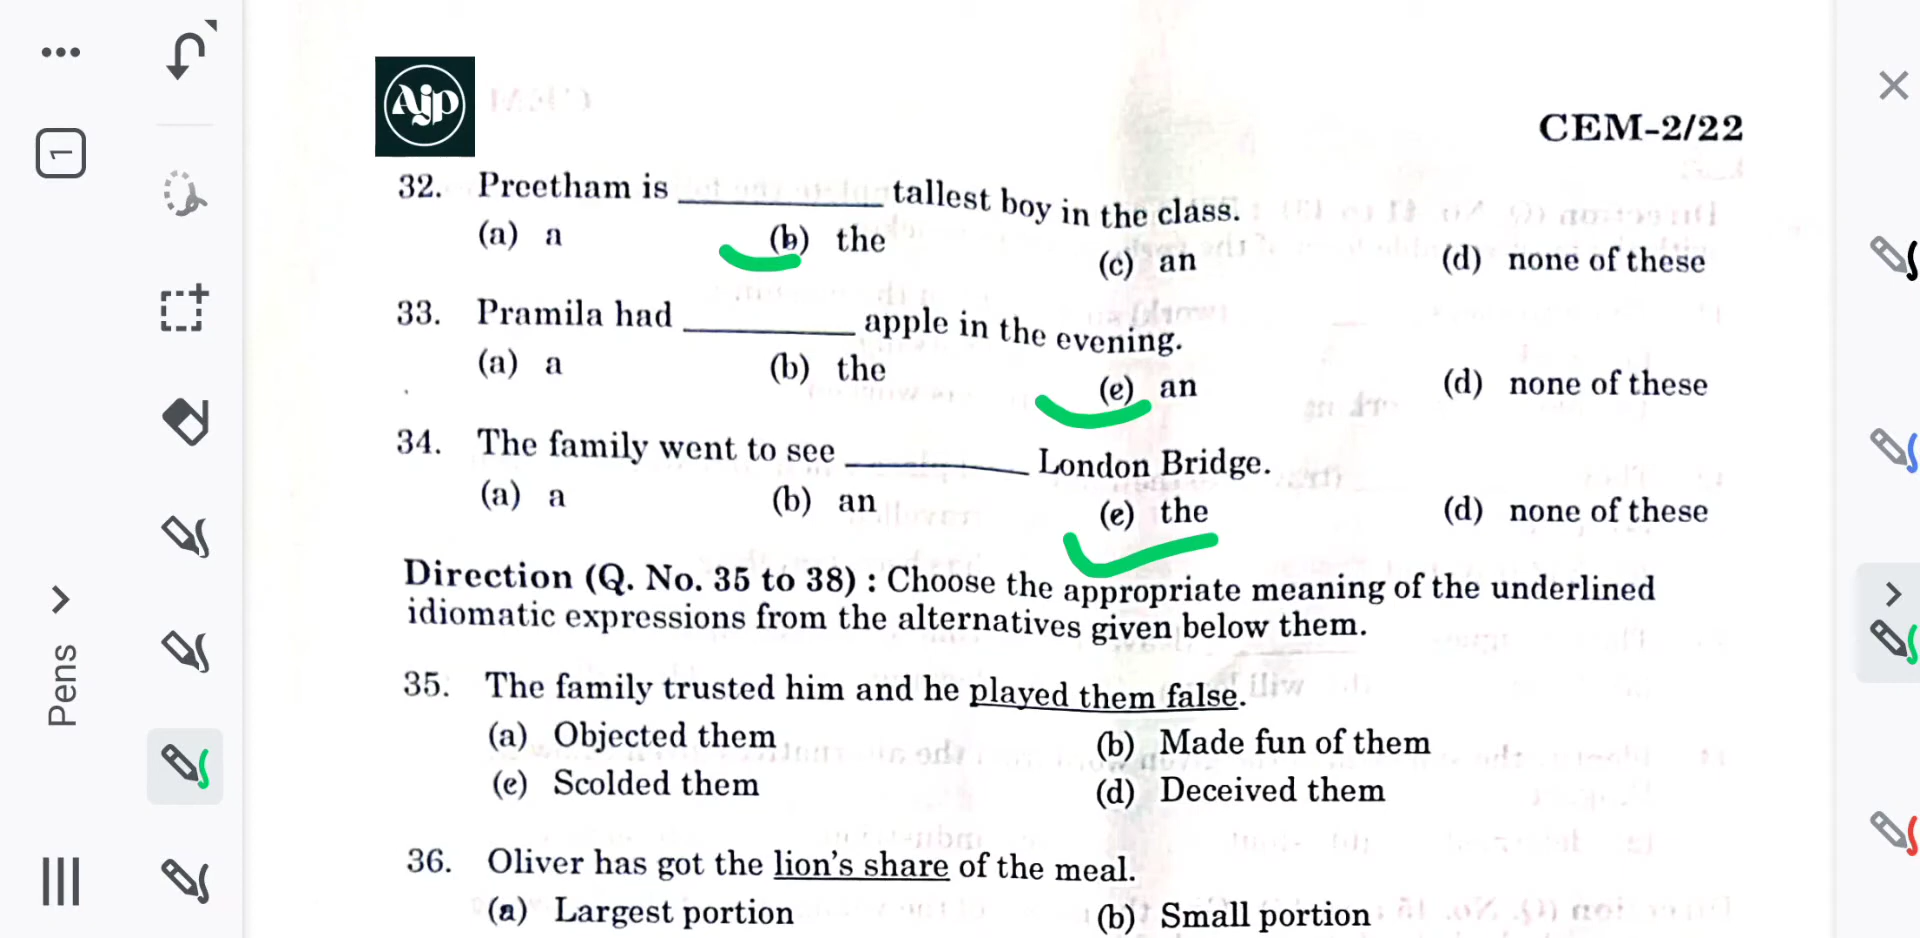 Ajp
CEM-2/22
32. Preetham is ____________ tallest boy in the class.
(a) a (b) the (c) an (d) none of these
33. Pramila had __________ apple in the evening.
(a) a (b) the (c) an (d) none of these
34. The family went to see ___________ London Bridge.
(a) a (b) an (c) the (d) none of these
Direction (Q. No. 35 to 38) : Choose the appropriate meaning of the underlined
idiomatic expressions from the alternatives given below them.
35. The family trusted him and he played them false.
(a) Objected them (b) Made fun of them
(c) Scolded them (d) Deceived them
36. Oliver has got the lion's share of the meal.
(a) Largest portion (b) Small portion
Pens
1